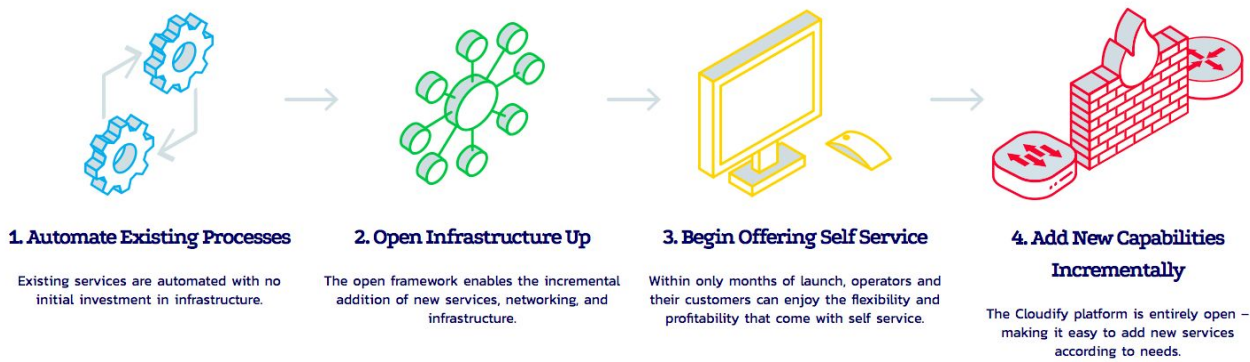 1. Automate Existing Processes
Existing services are automated with no
initial investment in infrastructure.
2. Open Infrastructure Up
The open framework enables the incremental
addition of new services, networking, and
infrastructure.
3. Begin Offering Self Service
Within only months of launch, operators and
their customers can enjoy the flexibility and
profitability that come with self service.
4. Add New Capabilities
Incrementally
The Cloudify platform is entirely open –
making it easy to add new services
according to needs.